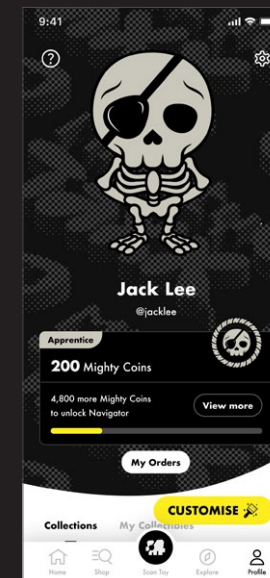 9:41
Jack Lee
@jacklee
Apprentice
200 Mighty Coins
4,800 more Mighty Coins
to unlock Navigator
View more
My Orders
CUSTOMISE
Collections My Collectibles
Home Shop Scan Toy Explore Profile